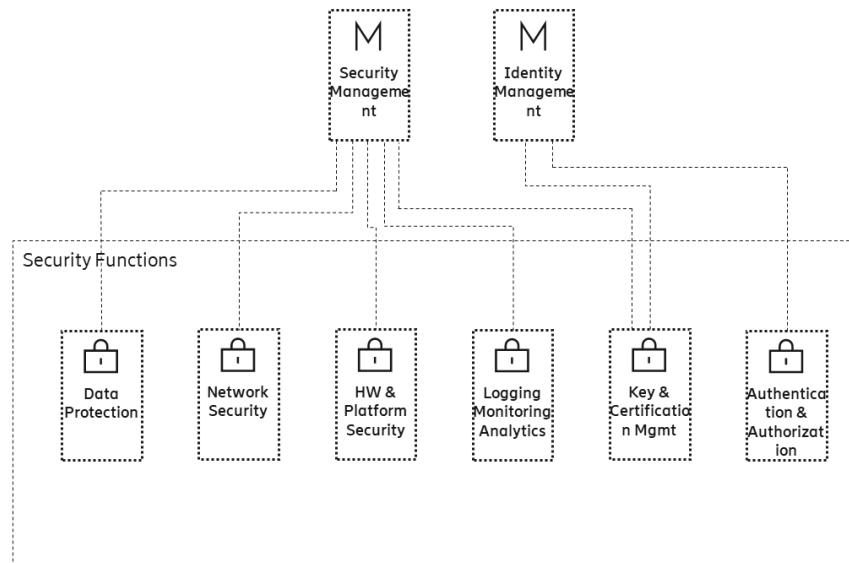 M
Security
Manageme
nt
M
Identity
Manageme
nt
Security Functions
Data
Protection
Network
Security
HW &
Platform
Security
Logging
Monitoring
Analytics
Key &
Certificatio
n Mgmt
Authentica
tion &
Authorizat
ion